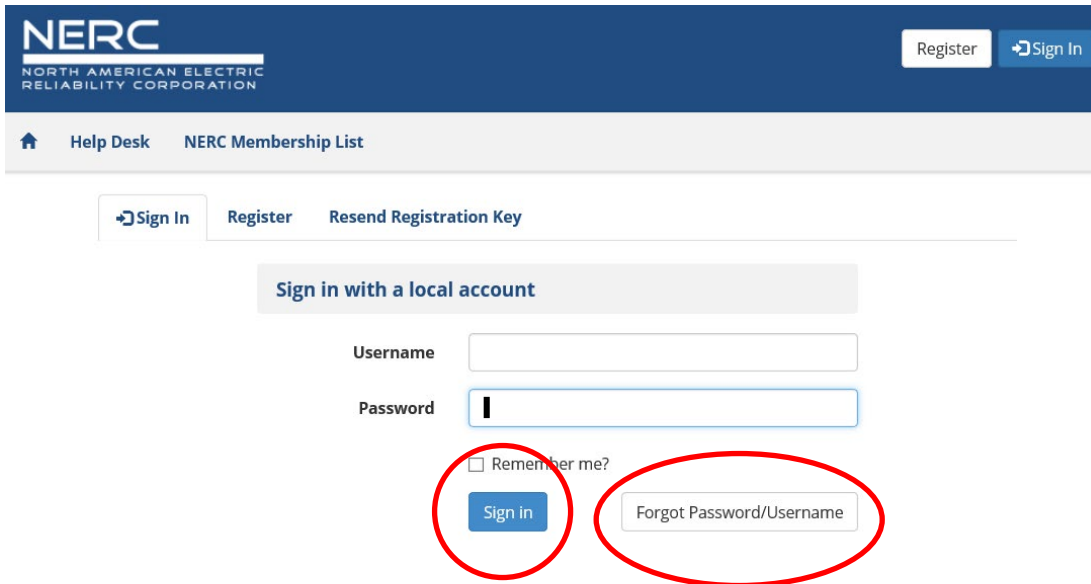 NERC
NORTH AMERICAN ELECTRIC
RELIABILITY CORPORATION
Register Sign In
Help Desk NERC Membership List
Sign In Register Resend Registration Key
Sign in with a local account
Username
Password
Remember me?
Sign in Forgot Password/Username